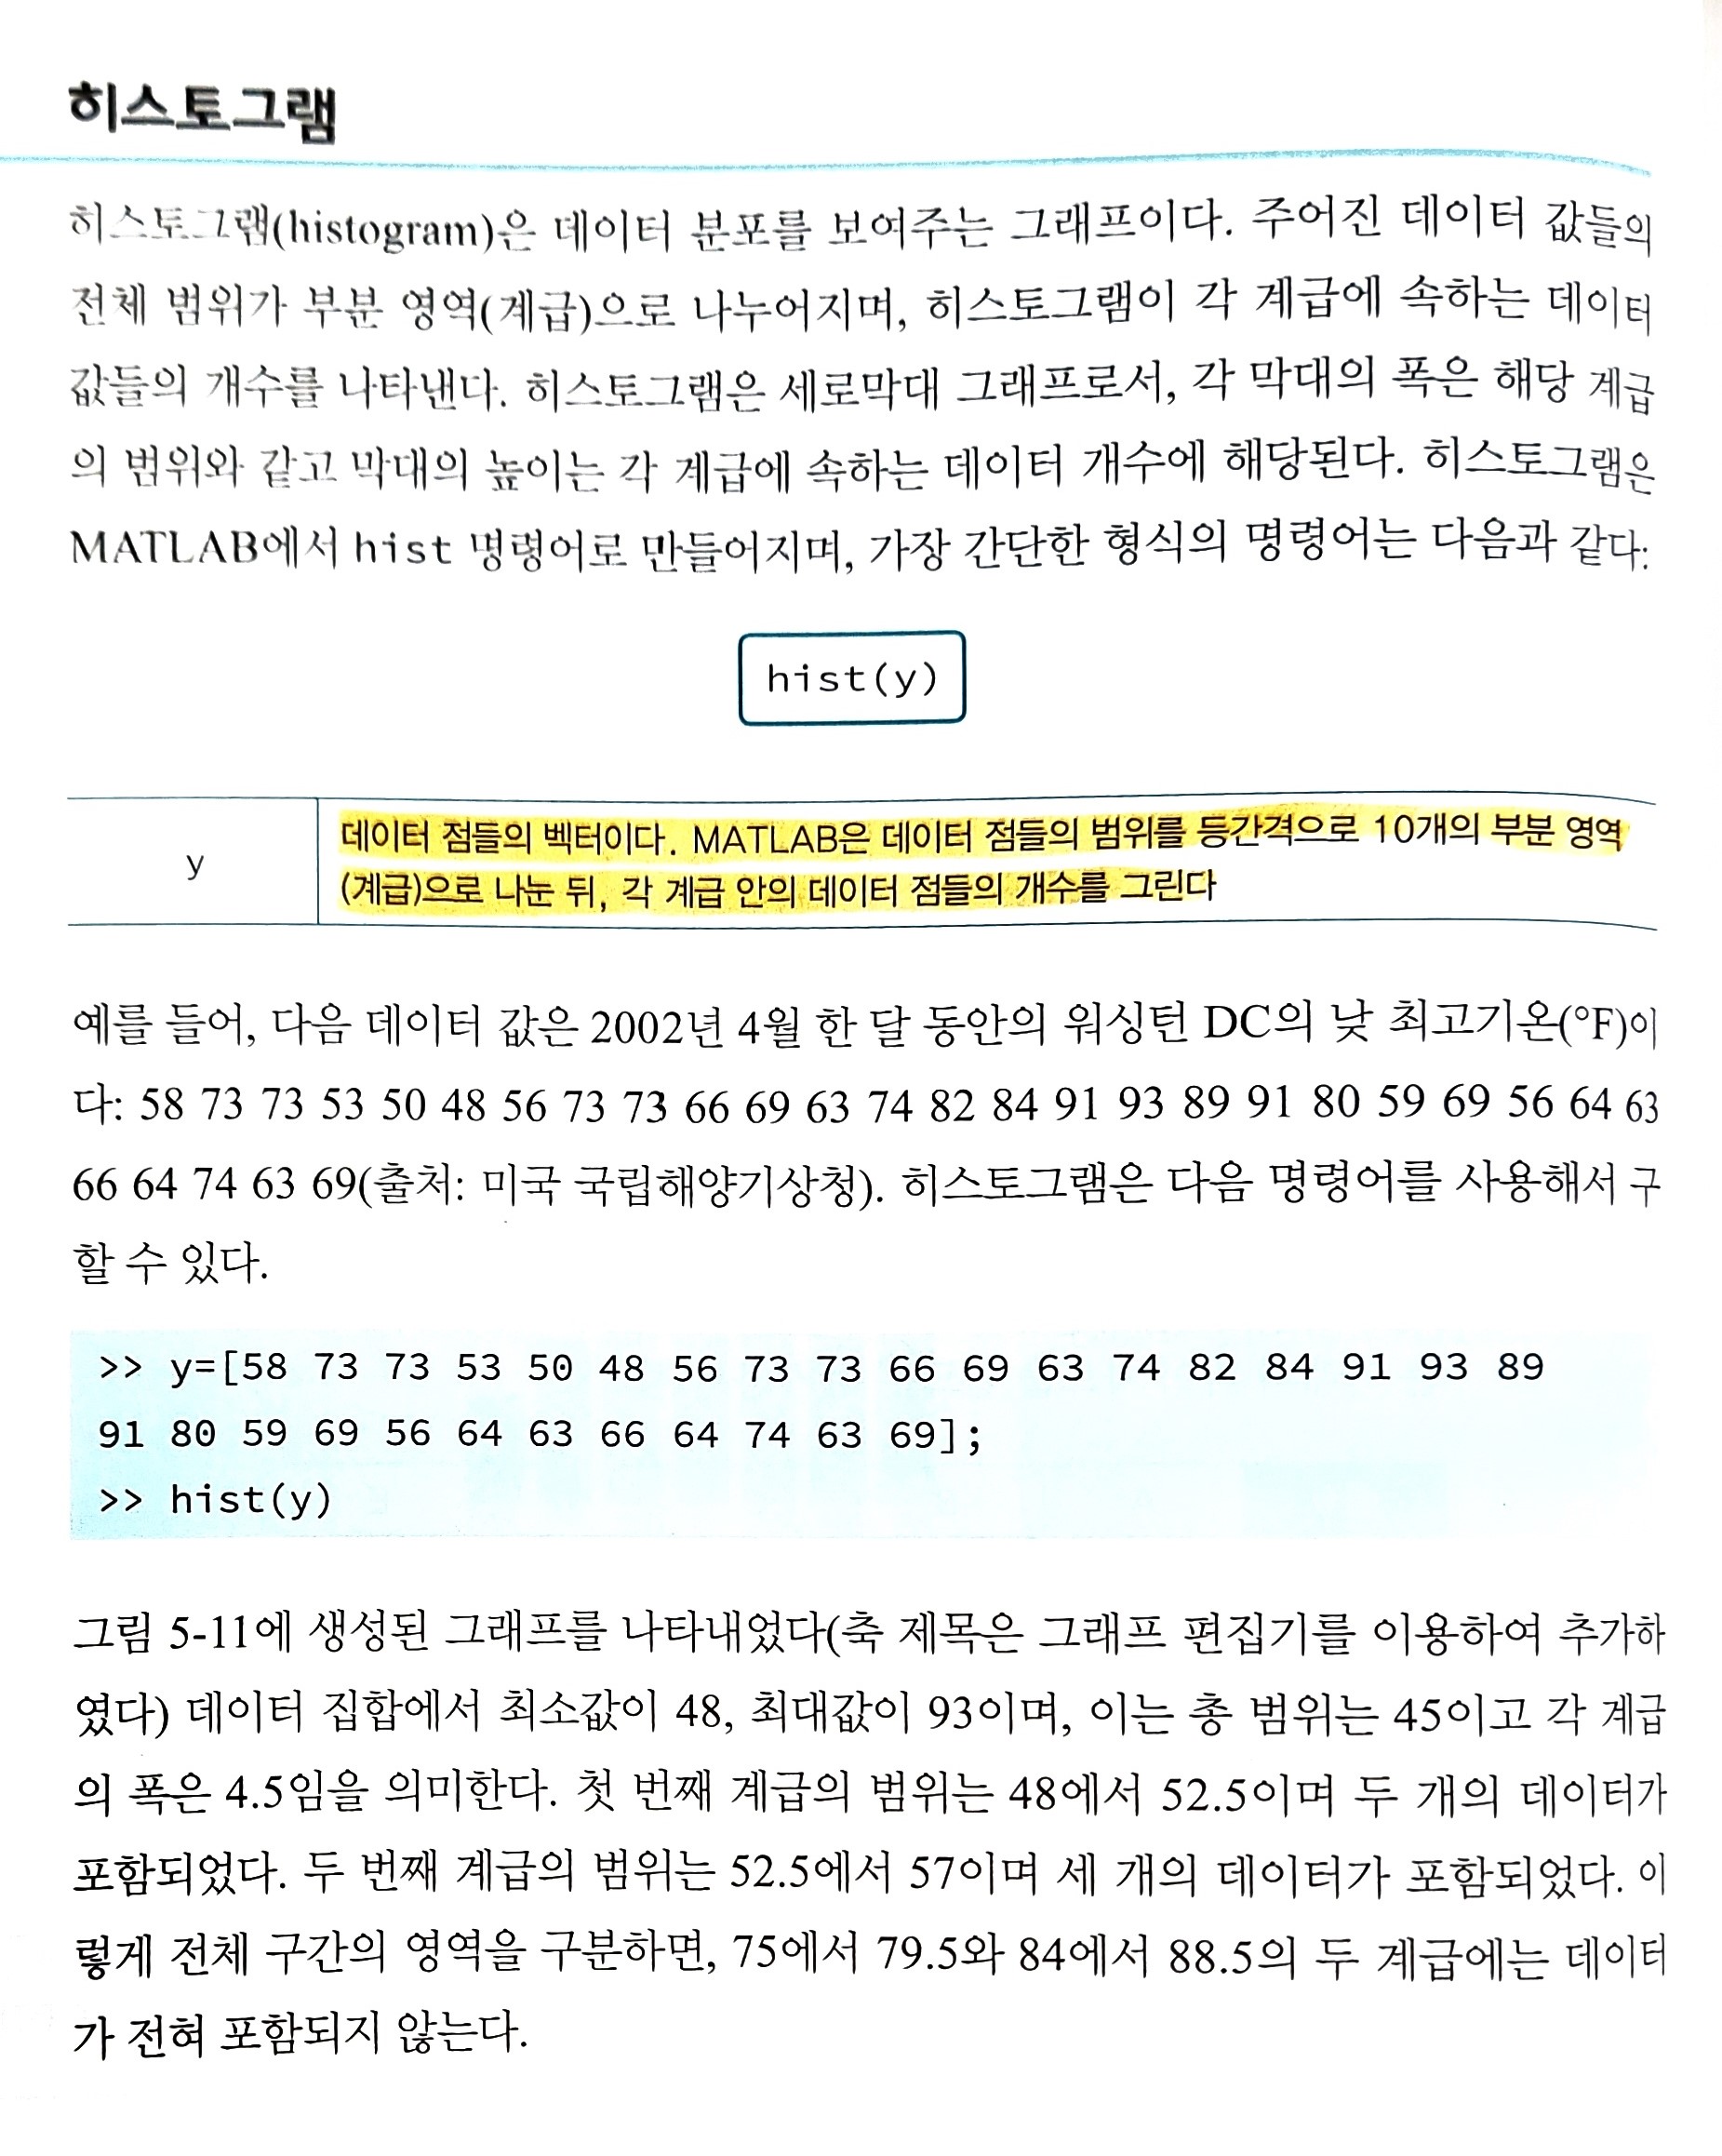 히스토그램
히스토그램(histogram)은 데이터 분포를 보여주는 그래프이다. 주어진 데이터 값들의
전체 범위가 부분 영역(계급)으로 나누어지며, 히스토그램이 각 계급에 속하는 데이터
값들의 개수를 나타낸다. 히스토그램은 세로막대 그래프로서, 각 막대의 폭은 해당 계급
의 범위와 같고 막대의 높이는 각 계급에 속하는 데이터 개수에 해당된다. 히스토그램은
MATLAB에서 hist 명령어로 만들어지며, 가장 간단한 형식의 명령어는 다음과 같다:
hist(y)
y
데이터 점들의 벡터이다. MATLAB은 데이터 점들의 범위를 등간격으로 10개의 부분 영역
(계급)으로 나눈 뒤, 각 계급 안의 데이터 점들의 개수를 그린다
예를 들어, 다음 데이터 값은 2002년 4월 한 달 동안의 워싱턴 DC의 낮 최고기온(°F)이
다: 58 73 73 53 50 48 56 73 73 66 69 63 74 82 84 91 93 89 91 80 59 69 56 64 63
66 64 74 63 69(출처: 미국 국립해양기상청). 히스토그램은 다음 명령어를 사용해서 구
할 수 있다.
>> y=[58 73 73 53 50 48 56 73 73 66 69 63 74 82 84 91 93 89
91 80 59 69 56 64 63 66 64 74 63 69];
>> hist(y)
그림 5-11에 생성된 그래프를 나타내었다(축 제목은 그래프 편집기를 이용하여 추가하
였다) 데이터 집합에서 최소값이 48, 최대값이 93이며, 이는 총 범위는 45이고 각 계급
의 폭은 4.5임을 의미한다. 첫 번째 계급의 범위는 48에서 52.5이며 두 개의 데이터가
포함되었다. 두 번째 계급의 범위는 52.5에서 57이며 세 개의 데이터가 포함되었다. 이
렇게 전체 구간의 영역을 구분하면, 75에서 79.5와 84에서 88.5의 두 계급에는 데이터
가 전혀 포함되지 않는다.